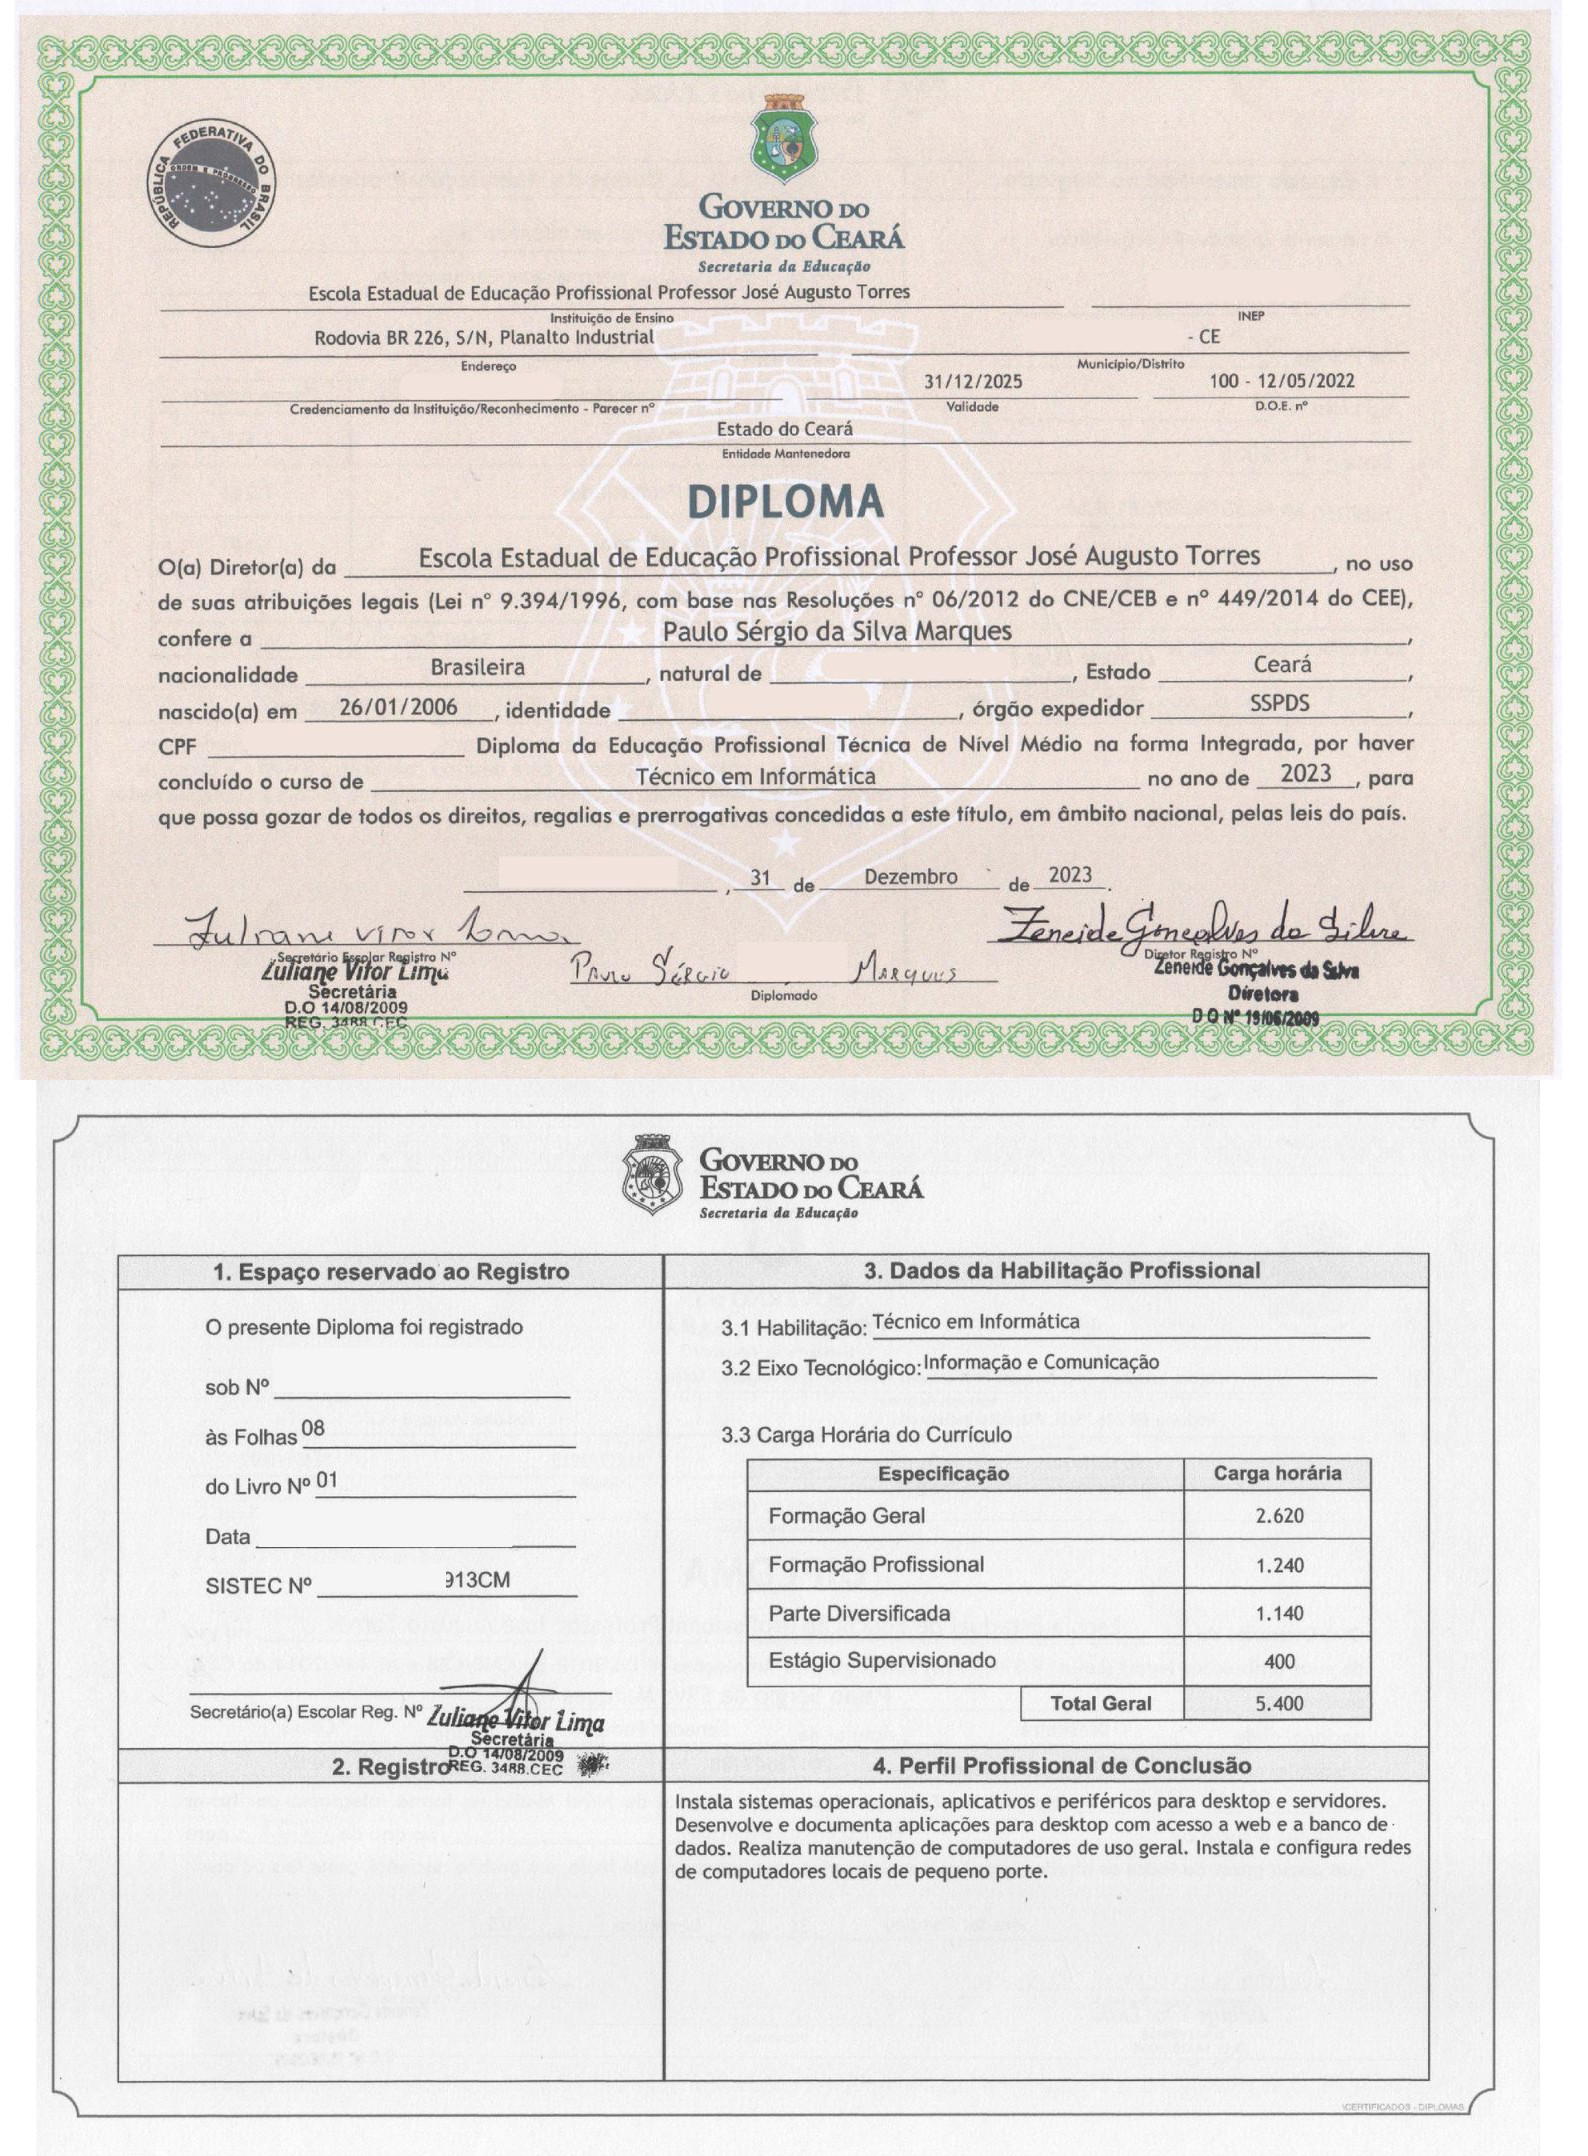 REPÚBLICA FEDERATIVA DO BRASIL
ORDEM E PROGRESSO
GOVERNO DO
ESTADO DO CEARÁ
Secretaria da Educação
Escola Estadual de Educação Profissional Professor José Augusto Torres
Instituição de Ensino
INEP
Rodovia BR 226, S/N, Planalto Industrial
- CE
Endereço
Município/Distrito
31/12/2025
100 - 12/05/2022
Credenciamento da Instituição/Reconhecimento - Parecer nº
Validade
D.O.E. nº
Estado do Ceará
Entidade Mantenedora
DIPLOMA
O(a) Diretor(a) da Escola Estadual de Educação Profissional Professor José Augusto Torres, no uso
de suas atribuições legais (Lei nº 9.394/1996, com base nas Resoluções nº 06/2012 do CNE/CEB e nº 449/2014 do CEE),
confere a Paulo Sérgio da Silva Marques,
nacionalidade Brasileira, natural de , Estado Ceará,
nascido(a) em 26/01/2006, identidade , órgão expedidor SSPDS,
CPF Diploma da Educação Profissional Técnica de Nível Médio na forma Integrada, por haver
concluído o curso de Técnico em Informática no ano de 2023, para
que possa gozar de todos os direitos, regalias e prerrogativas concedidas a este título, em âmbito nacional, pelas leis do país.
, 31 de Dezembro de 2023.
Zuliane Vitor Lima
Secretário Escolar Registro Nº
Zuliane Vitor Lima
Secretária
D.O 14/08/2009
REG. 3488 CEC
Paulo Sérgio Marques
Diplomado
Zeneide Gonçalves da Silva
Diretor Registro Nº
Zeneide Gonçalves da Silva
Diretora
D O Nº 19/06/2009
GOVERNO DO
ESTADO DO CEARÁ
Secretaria da Educação
1. Espaço reservado ao Registro
O presente Diploma foi registrado
sob Nº
às Folhas 08
do Livro Nº 01
Data
SISTEC Nº 913CM
Secretário(a) Escolar Reg. Nº
Zuliane Vitor Lima
Secretária
D.O 14/08/2009
REG. 3488.CEC
2. Registro
3. Dados da Habilitação Profissional
3.1 Habilitação: Técnico em Informática
3.2 Eixo Tecnológico: Informação e Comunicação
3.3 Carga Horária do Currículo
Especificação Carga horária
Formação Geral 2.620
Formação Profissional 1.240
Parte Diversificada 1.140
Estágio Supervisionado 400
Total Geral 5.400
4. Perfil Profissional de Conclusão
Instala sistemas operacionais, aplicativos e periféricos para desktop e servidores.
Desenvolve e documenta aplicações para desktop com acesso a web e a banco de
dados. Realiza manutenção de computadores de uso geral. Instala e configura redes
de computadores locais de pequeno porte.
\CERTIFICADOS - DIPLOMAS